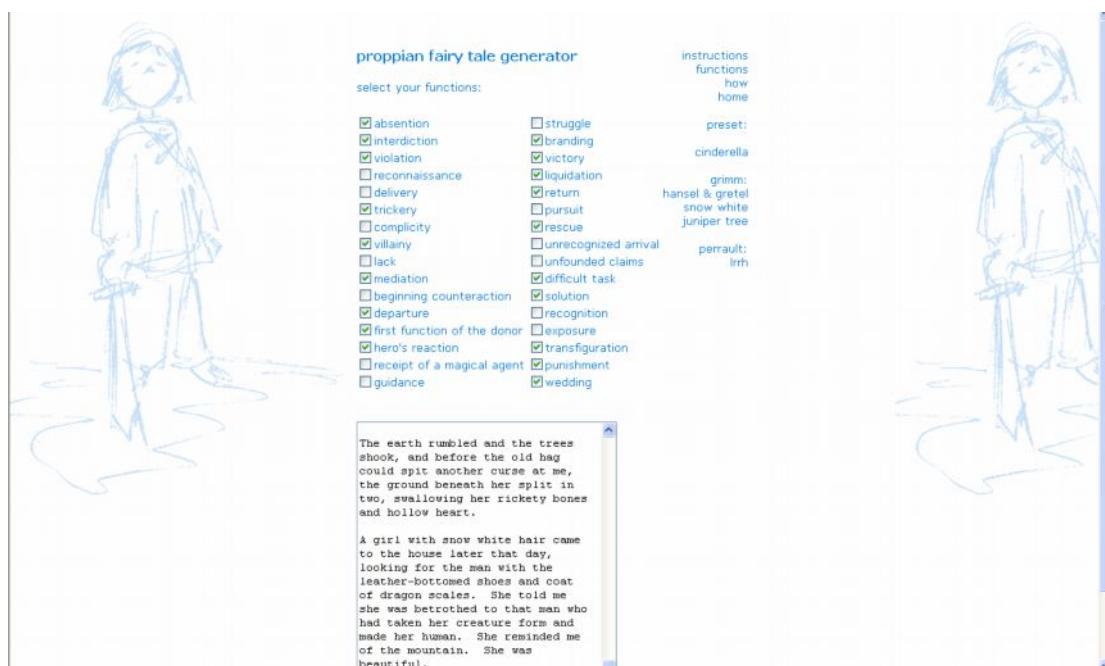 proppian fairy tale generator
select your functions:
absention
interdiction
violation
reconnaissance
delivery
trickery
complicity
villainy
lack
mediation
beginning counteraction
departure
first function of the donor
hero's reaction
receipt of a magical agent
guidance
struggle
branding
victory
liquidation
return
pursuit
rescue
unrecognized arrival
unfounded claims
difficult task
solution
recognition
exposure
transfiguration
punishment
wedding
instructions
functions
how
home
preset:
cinderella
grimm:
hansel & gretel
snow white
juniper tree
perrault:
lrrh
The earth rumbled and the trees
shook, and before the old hag
could spit another curse at me,
the ground beneath her split in
two, swallowing her rickety bones
and hollow heart.
A girl with snow white hair came
to the house later that day,
looking for the man with the
leather-bottomed shoes and coat
of dragon scales.  She told me
she was betrothed to that man who
had taken her creature form and
made her human.  She reminded me
of the mountain.  She was
beautiful.